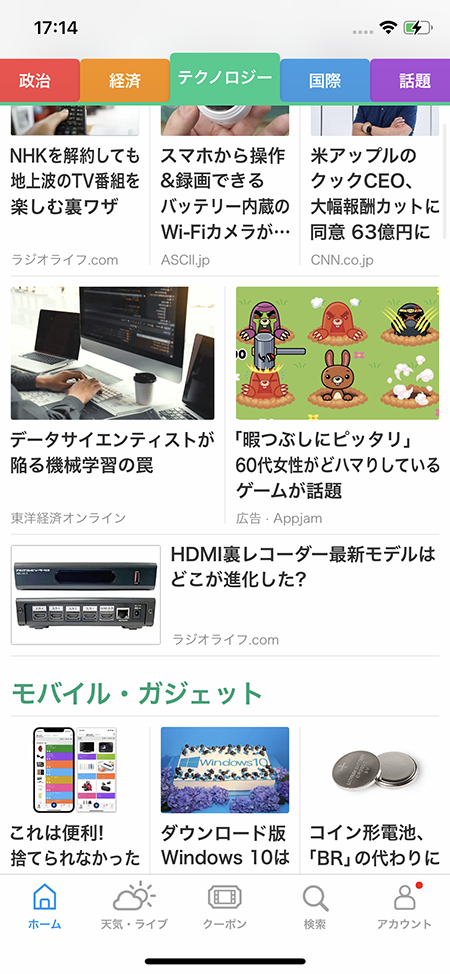 17:14
政治
経済
テクノロジー
国際
話題
NHKを解約しても
地上波のTV番組を
楽しむ裏ワザ
ラジオライフ.com
スマホから操作
&録画できる
バッテリー内蔵の
Wi-Fiカメラが…
ASCII.jp
米アップルの
クックCEO、
大幅報酬カットに
同意 63億円に
CNN.co.jp
データサイエンティストが
陥る機械学習の罠
東洋経済オンライン
「暇つぶしにピッタリ」
60代女性がどハマりしている
ゲームが話題
広告・Appjam
HDMI裏レコーダー最新モデルは
どこが進化した?
ラジオライフ.com
モバイル・ガジェット
これは便利!
捨てられなかった
Windows10
ダウンロード版
Windows 10は
コイン形電池、
「BR」の代わりに
ホーム
天気・ライブ
クーポン
検索
アカウント